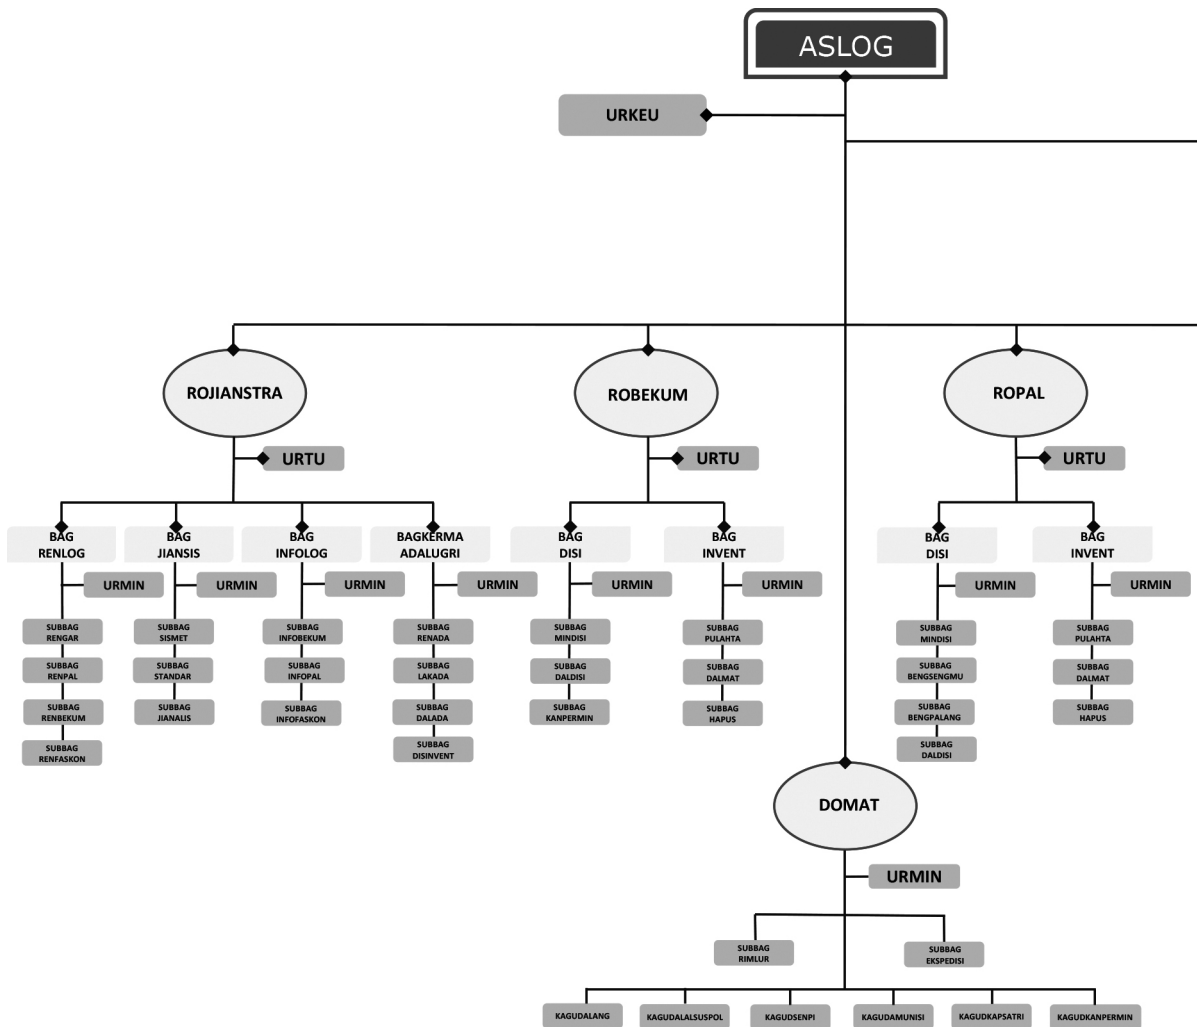 ASLOG
URKEU
ROJIANSTRA
ROBEKUM
ROPAL
URTU
URTU
URTU
BAG
RENLOG
BAG
JIANSIS
BAG
INFOLOG
BAGKERMA
ADALUGRI
BAG
DISI
BAG
INVENT
BAG
DISI
BAG
INVENT
URMIN
URMIN
URMIN
URMIN
URMIN
URMIN
URMIN
URMIN
SUBBAG
RENGAR
SUBBAG
SISMET
SUBBAG
INFOBEKUM
SUBBAG
RENADA
SUBBAG
MINDISI
SUBBAG
PULAHTA
SUBBAG
MINDISI
SUBBAG
PULAHTA
SUBBAG
RENPAL
SUBBAG
STANDAR
SUBBAG
INFOPAL
SUBBAG
LAKADA
SUBBAG
DALDISI
SUBBAG
DALMAT
SUBBAG
BENGSENGMU
SUBBAG
DALMAT
SUBBAG
RENBEKUM
SUBBAG
JIANALIS
SUBBAG
INFOFASKON
SUBBAG
DALADA
SUBBAG
KANPERMIN
SUBBAG
HAPUS
SUBBAG
BENGPALANG
SUBBAG
HAPUS
SUBBAG
RENFASKON
SUBBAG
DISINVENT
SUBBAG
DALDISI
DOMAT
URMIN
SUBBAG
RIMLUR
SUBBAG
EKSPEDISI
KAGUDALANG
KAGUDALALSUSPOL
KAGUDSENPI
KAGUDAMUNISI
KAGUDKAPSATRI
KAGUDKANPERMIN